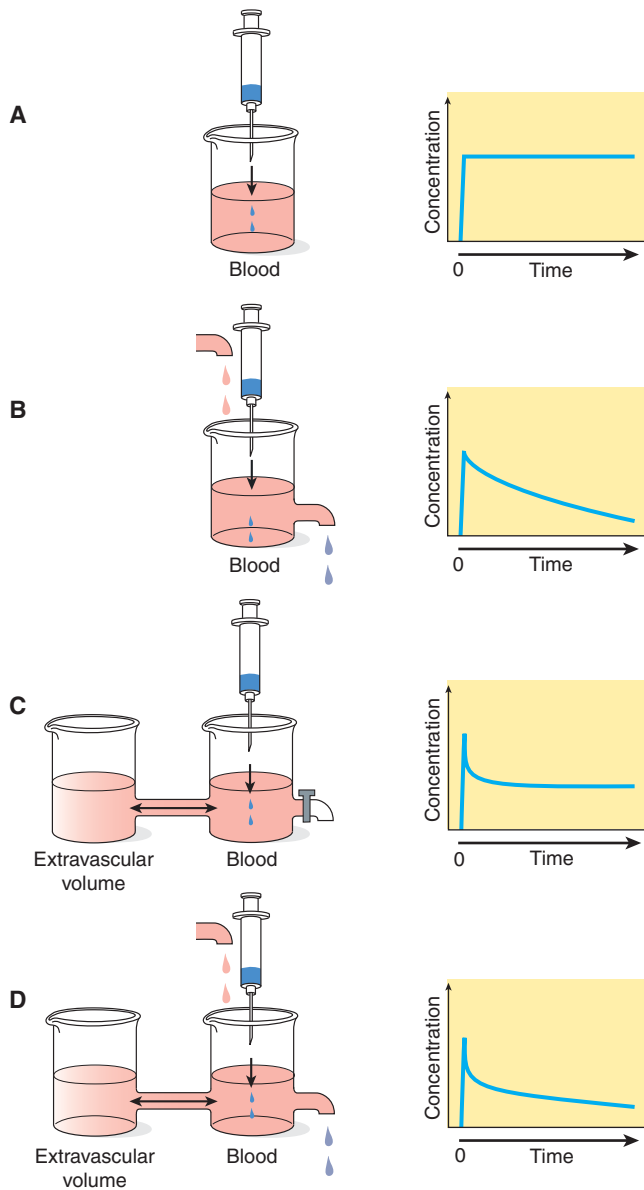 A
Concentration
0
Time
Blood
B
Concentration
0
Time
Blood
C
Concentration
0
Time
Extravascular
volume
Blood
D
Concentration
0
Time
Extravascular
volume
Blood